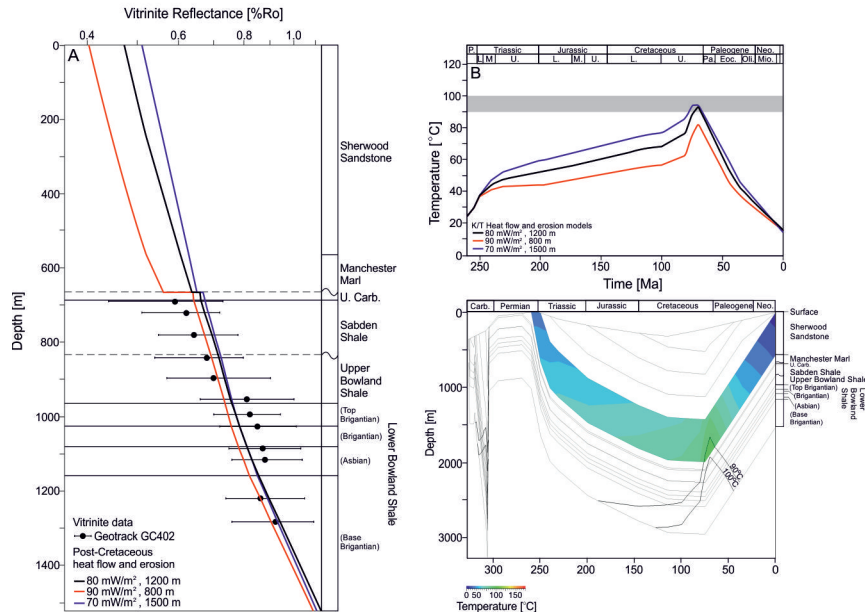 Vitrinite Reflectance [%Ro]
0.4 0.6 0.8 1.0
A
Depth [m]
0
200
400
600
800
1000
1200
1400
Sherwood
Sandstone
Manchester
Marl
U. Carb.
Sabden
Shale
Upper
Bowland
Shale
(Top
Brigantian)
(Brigantian)
(Asbian)
(Base
Brigantian)
Lower Bowland Shale
Vitrinite data
Geotrack GC402
Post-Cretaceous
heat flow and erosion
80 mW/m², 1200 m
90 mW/m², 800 m
70 mW/m², 1500 m
P. Triassic Jurassic Cretaceous Paleogene Neo.
L M U. L. M. U. L. U. Pa. Eoc. Oli. Mio.
B
Temperature [°C]
120
100
80
60
40
20
0
K/T Heat flow and erosion models
80 mW/m², 1200 m
90 mW/m², 800 m
70 mW/m², 1500 m
250 200 150 100 50 0
Time [Ma]
Carb. Permian Triassic Jurassic Cretaceous Paleogene Neo.
Depth [m]
0
1000
1500
2000
2500
3000
90°C
100°C
Surface
Sherwood
Sandstone
Manchester Marl
U. Carb.
Sabden Shale
Upper Bowland Shale
(Top Brigantian)
(Brigantian)
(Asbian)
(Base
Brigantian)
Lower
Bowland
Shale
300 250 200 150 100 50 0
0 50 100 150
Temperature [°C]